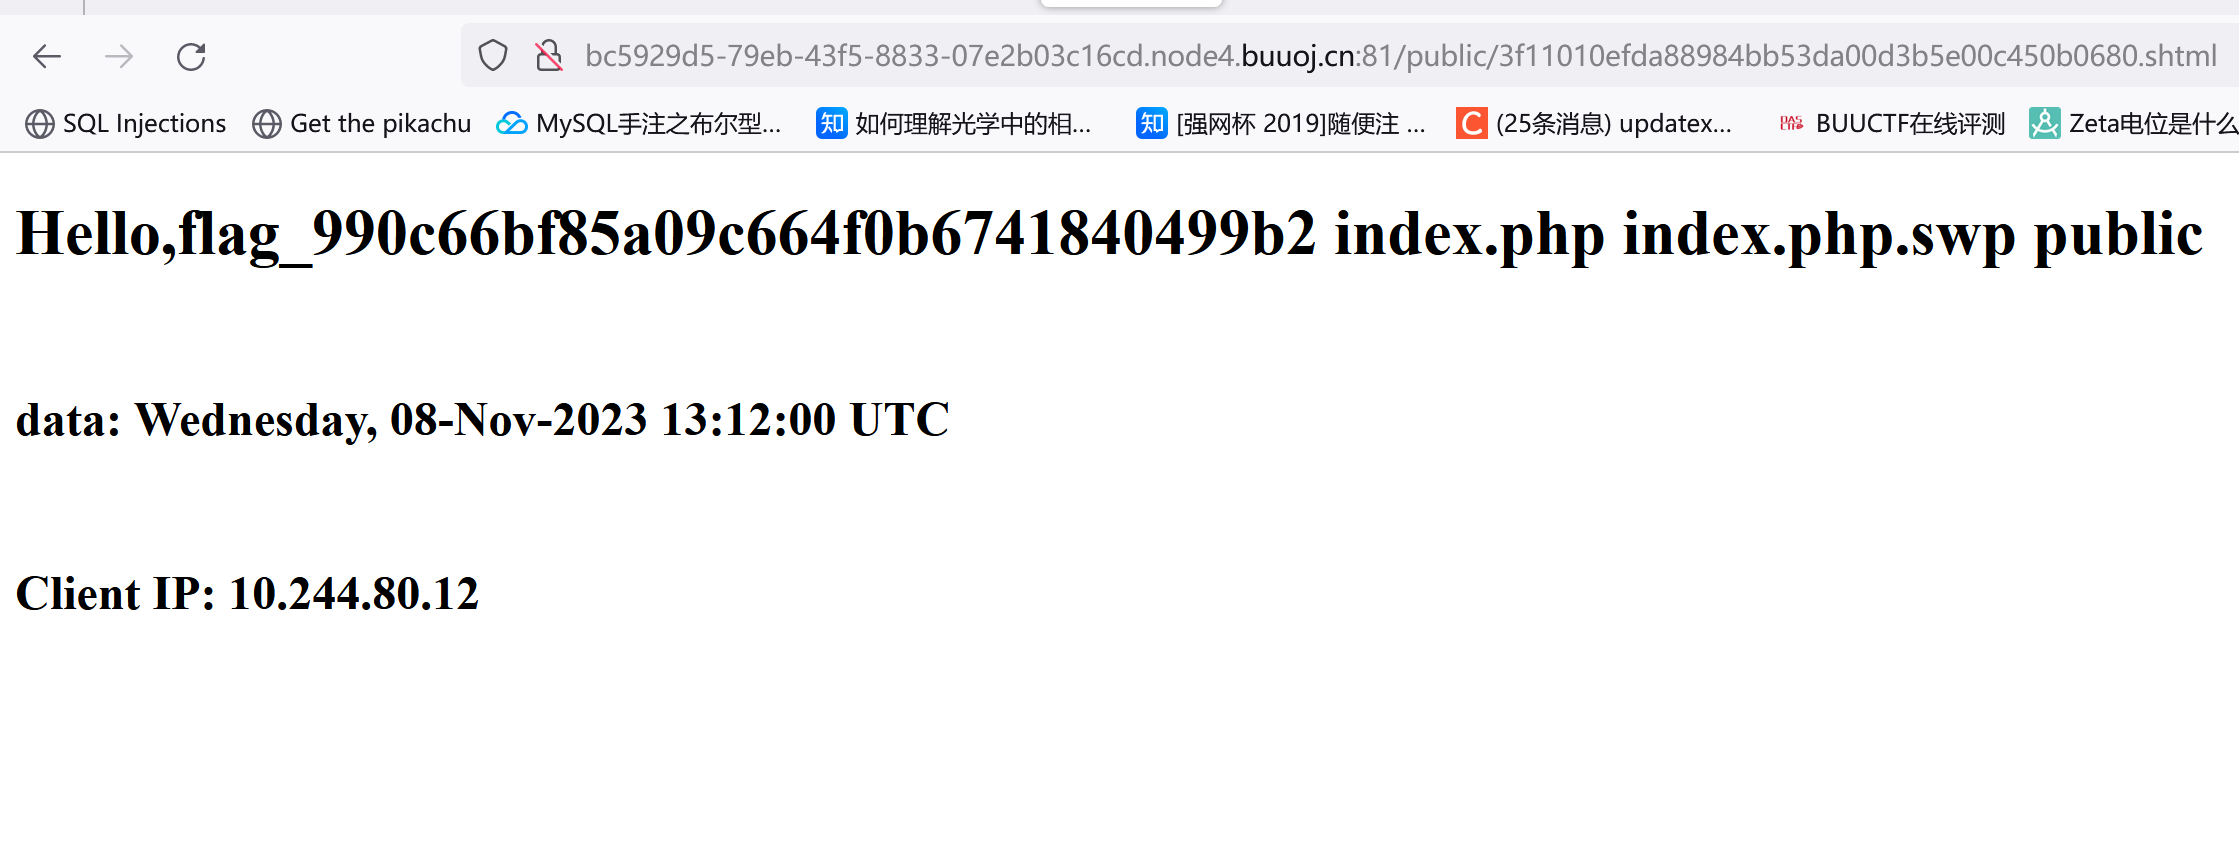 bc5929d5-79eb-43f5-8833-07e2b03c16cd.node4.buuoj.cn:81/public/3f11010efda88984bb53da00d3b5e00c450b0680.shtml
SQL Injections Get the pikachu MySQL手注之布尔型... 知 如何理解光学中的相... 知 [强网杯 2019]随便注 ... C (25条消息) updatex... BUUCTF在线评测 Zeta电位是什么
Hello,flag_990c66bf85a09c664f0b6741840499b2 index.php index.php.swp public
data: Wednesday, 08-Nov-2023 13:12:00 UTC
Client IP: 10.244.80.12